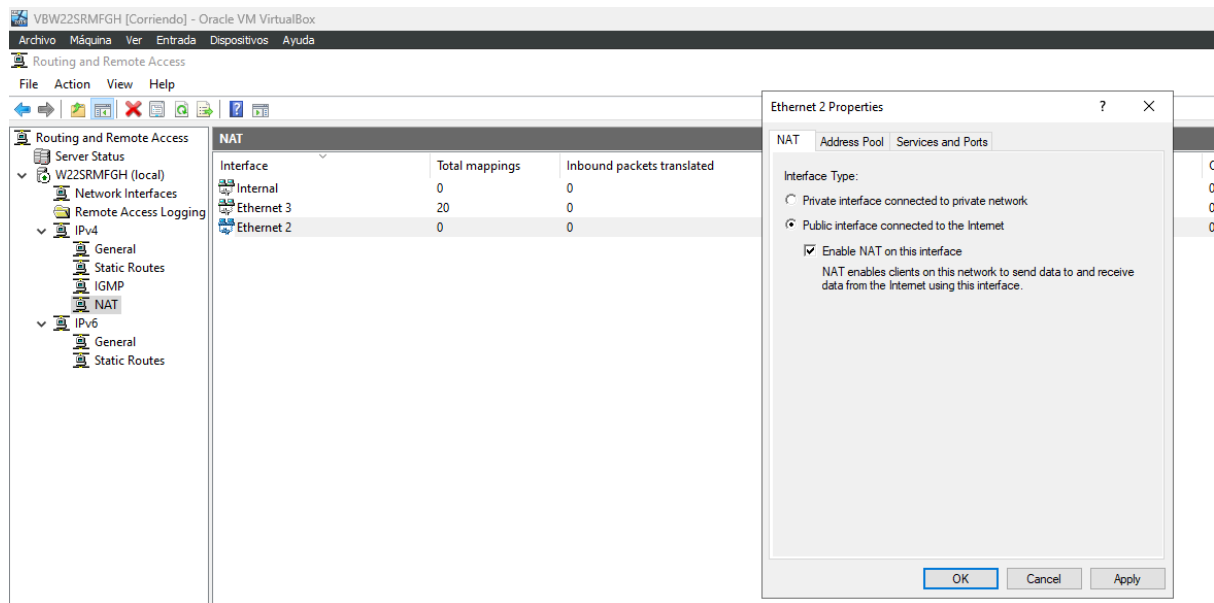 VBW22SRMFGH [Corriendo] - Oracle VM VirtualBox
Archivo Máquina Ver Entrada Dispositivos Ayuda
Routing and Remote Access
File Action View Help
Routing and Remote Access
Server Status
W22SRMFGH (local)
Network Interfaces
Remote Access Logging
IPv4
General
Static Routes
IGMP
NAT
IPv6
General
Static Routes
NAT
Interface Total mappings Inbound packets translated
Internal 0 0
Ethernet 3 20 0
Ethernet 2 0 0
Ethernet 2 Properties ? X
NAT Address Pool Services and Ports
Interface Type:
Private interface connected to private network
Public interface connected to the Internet
Enable NAT on this interface
NAT enables clients on this network to send data to and receive
data from the Internet using this interface.
OK Cancel Apply